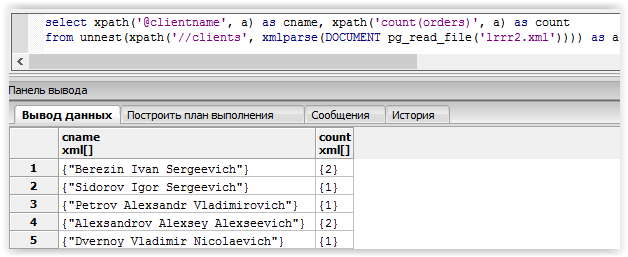 select xpath('@clientname', a) as cname, xpath('count(orders)', a) as count
from unnest(xpath('//clients', xmlparse(DOCUMENT pg_read_file('lrrr2.xml')))) as a
Панель вывода
Вывод данных Построить план выполнения Сообщения История
cname count
xml[] xml[]
1 {"Berezin Ivan Sergeevich"} {2}
2 {"Sidorov Igor Sergeevich"} {1}
3 {"Petrov Alexsandr Vladimirovich"} {1}
4 {"Alexsandrov Alexsey Alexseevich"} {2}
5 {"Dvernoy Vladimir Nicolaevich"} {1}